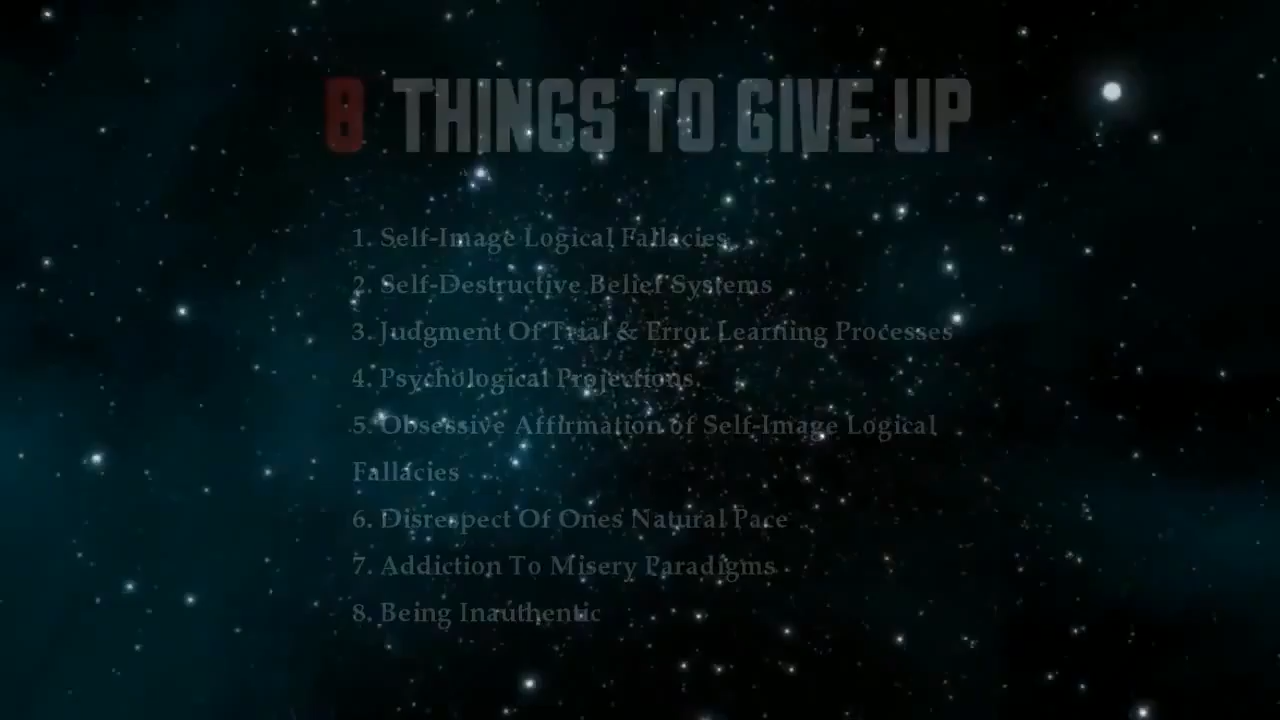 8 THINGS TO GIVE UP
1. Self-Image Logical Fallacies
2. Self-Destructive Belief Systems
3. Judgment Of Trial & Error Learning Processes
4. Psychological Projections
5. Obsessive Affirmation of Self-Image Logical
Fallacies
6. Disrespect Of Ones Natural Pace
7. Addiction To Misery Paradigms
8. Being Inauthentic